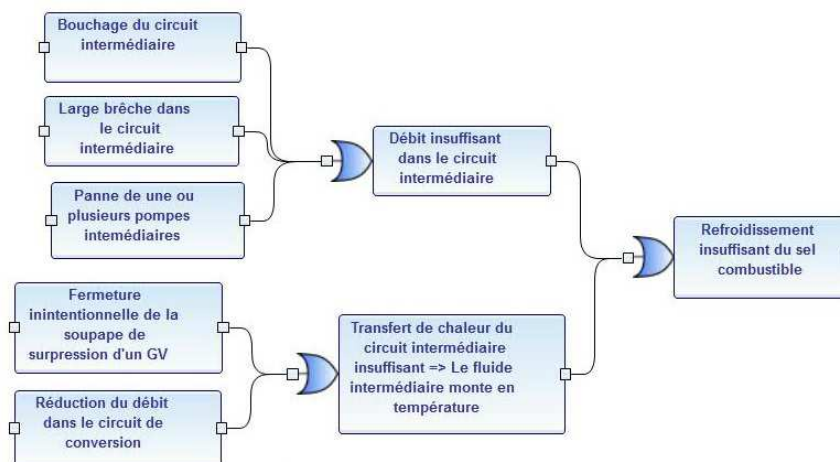 Bouchage du circuit
intermédiaire
Large brêche dans
le circuit
intermédiaire
Panne de une ou
plusieurs pompes
intemédiaires
Débit insuffisant
dans le circuit
intermédiaire
Refroidissement
insuffisant du sel
combustible
Fermeture
inintentionnelle de la
soupape de
surpression d'un GV
Transfert de chaleur du
circuit intermédiaire
insuffisant => Le fluide
intermédiaire monte en
température
Réduction du débit
dans le circuit de
conversion